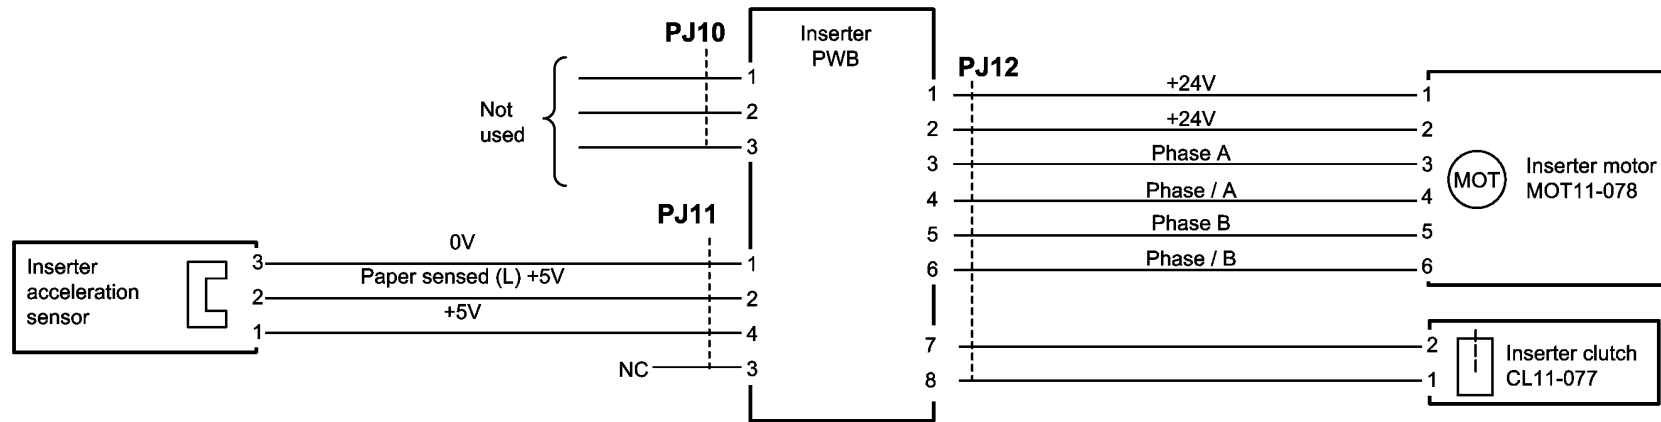 PJ10
Inserter
PWB
PJ12
Not
used
1
2
3
1 +24V 1
2 +24V 2
3 Phase A 3
4 Phase / A 4
5 Phase B 5
6 Phase / B 6
MOT
Inserter motor
MOT11-078
PJ11
Inserter
acceleration
sensor
3 0V 1
2 Paper sensed (L) +5V 2
1 +5V 4
NC 3
7 2
8 1
Inserter clutch
CL11-077